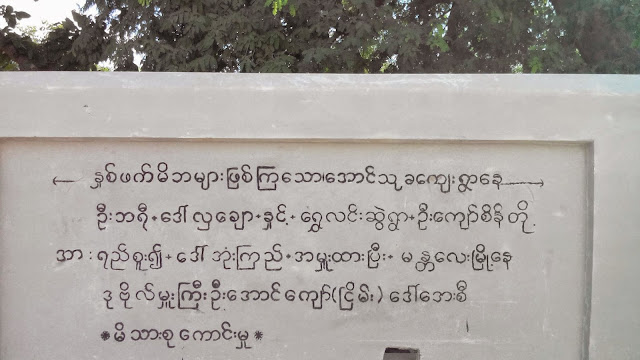 ← နှစ်ဖက်မိဘများဖြစ်ကြသော၊အောင်သုခကျေးရွာနေ →
ဦးဘရီ+ဒေါ်လှချော+နှင့်+ရွှေလင်းဆွဲရွာ+ဦးကျော်စိန်တို့
အား : ရည်စူး၍+ဒေါ်အုံးကြည်+အမှူးထားပြီး+မန္တလေးမြို့နေ
ဒုဗိုလ်မှူးကြီးဦးအောင်ကျော်(ငြိမ်း) ဒေါ်အေးစီ
* မိသားစုကောင်းမှု *